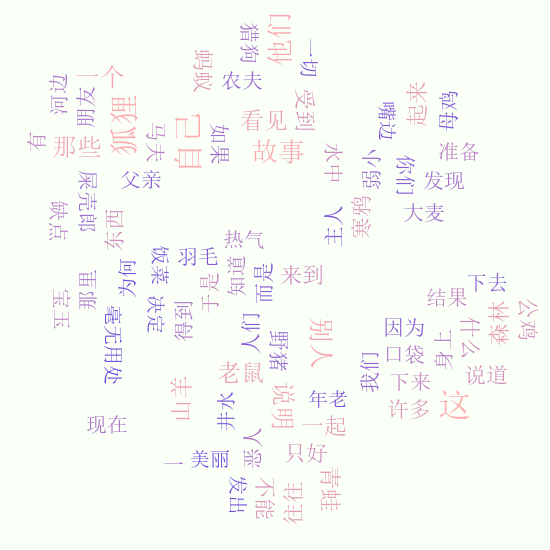 他们
猎狗
一切
蚂蚁
农夫
一个
河边
朋友
狐狸
自己
如果
马夫
看见
受到
故事
嘴边
起来
母鸡
准备
有
那些
父亲
水中
弱小
你们
发现
屎壳郎
缺点
东西
主人
寒鸦
大麦
热气
羽毛
饭菜
何为
于是
知道
而是
来到
那里
宝玉
决定
得到
下去
结果
公鸡
森林
什么
身上
因为
口袋
下来
说道
毫无用处
人们
野猪
别人
我们
老鼠
山羊
井水
说明
年老
许多
这
现在
一起
恶人
只好
一
美丽
发出
不能
往往
青蛙